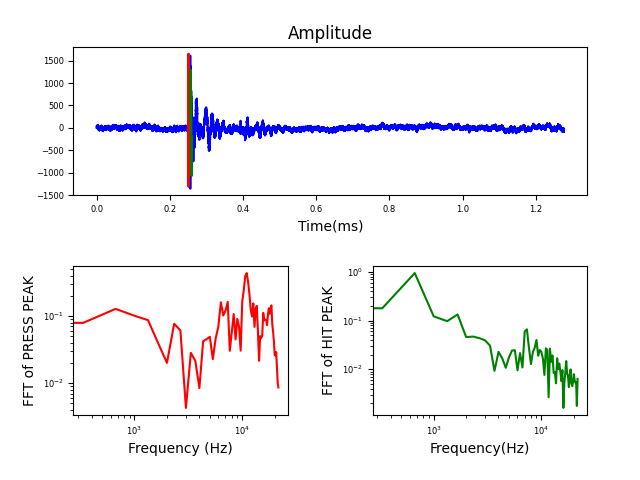 Amplitude
1500
1000
500
0
−500
−1000
−1500
0.0 0.2 0.4 0.6 0.8 1.0 1.2
Time(ms)
FFT of PRESS PEAK
10⁻¹
10⁻²
10³ 10⁴
Frequency (Hz)
FFT of HIT PEAK
10⁰
10⁻¹
10⁻²
10³ 10⁴
Frequency(Hz)